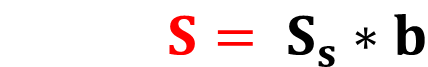 S = Sₛ * b